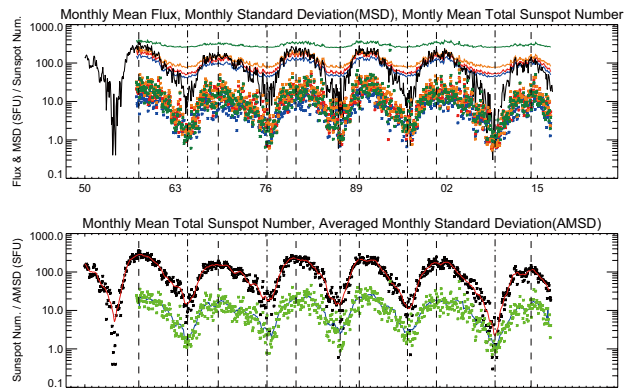 Monthly Mean Flux, Monthly Standard Deviation(MSD), Montly Mean Total Sunspot Number
Flux & MSD (SFU) / Sunspot Num.
1000.0
100.0
10.0
1.0
0.1
50 63 76 89 02 15
Monthly Mean Total Sunspot Number, Averaged Monthly Standard Deviation(AMSD)
Sunspot Num. / AMSD (SFU)
1000.0
100.0
10.0
1.0
0.1